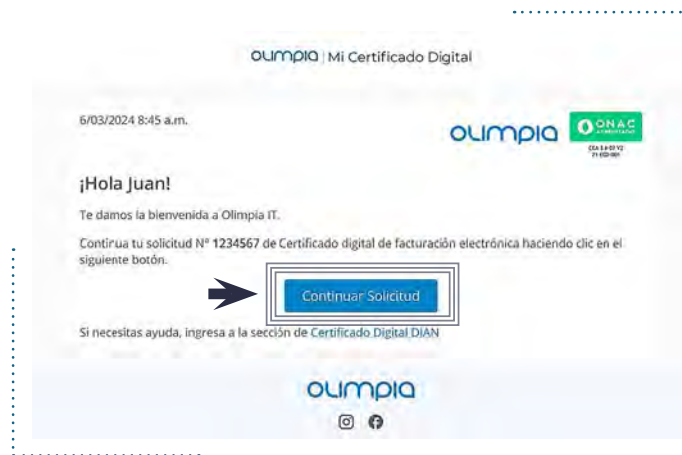 olimpia | Mi Certificado Digital
6/03/2024 8:45 a.m.
olimpia
ONAC
ACREDITADO
¡Hola Juan!
Te damos la bienvenida a Olimpia IT.
Continua tu solicitud N° 1234567 de Certificado digital de facturación electrónica haciendo clic en el
siguiente botón.
Continuar Solicitud
Si necesitas ayuda, ingresa a la sección de Certificado Digital DIAN
olimpia